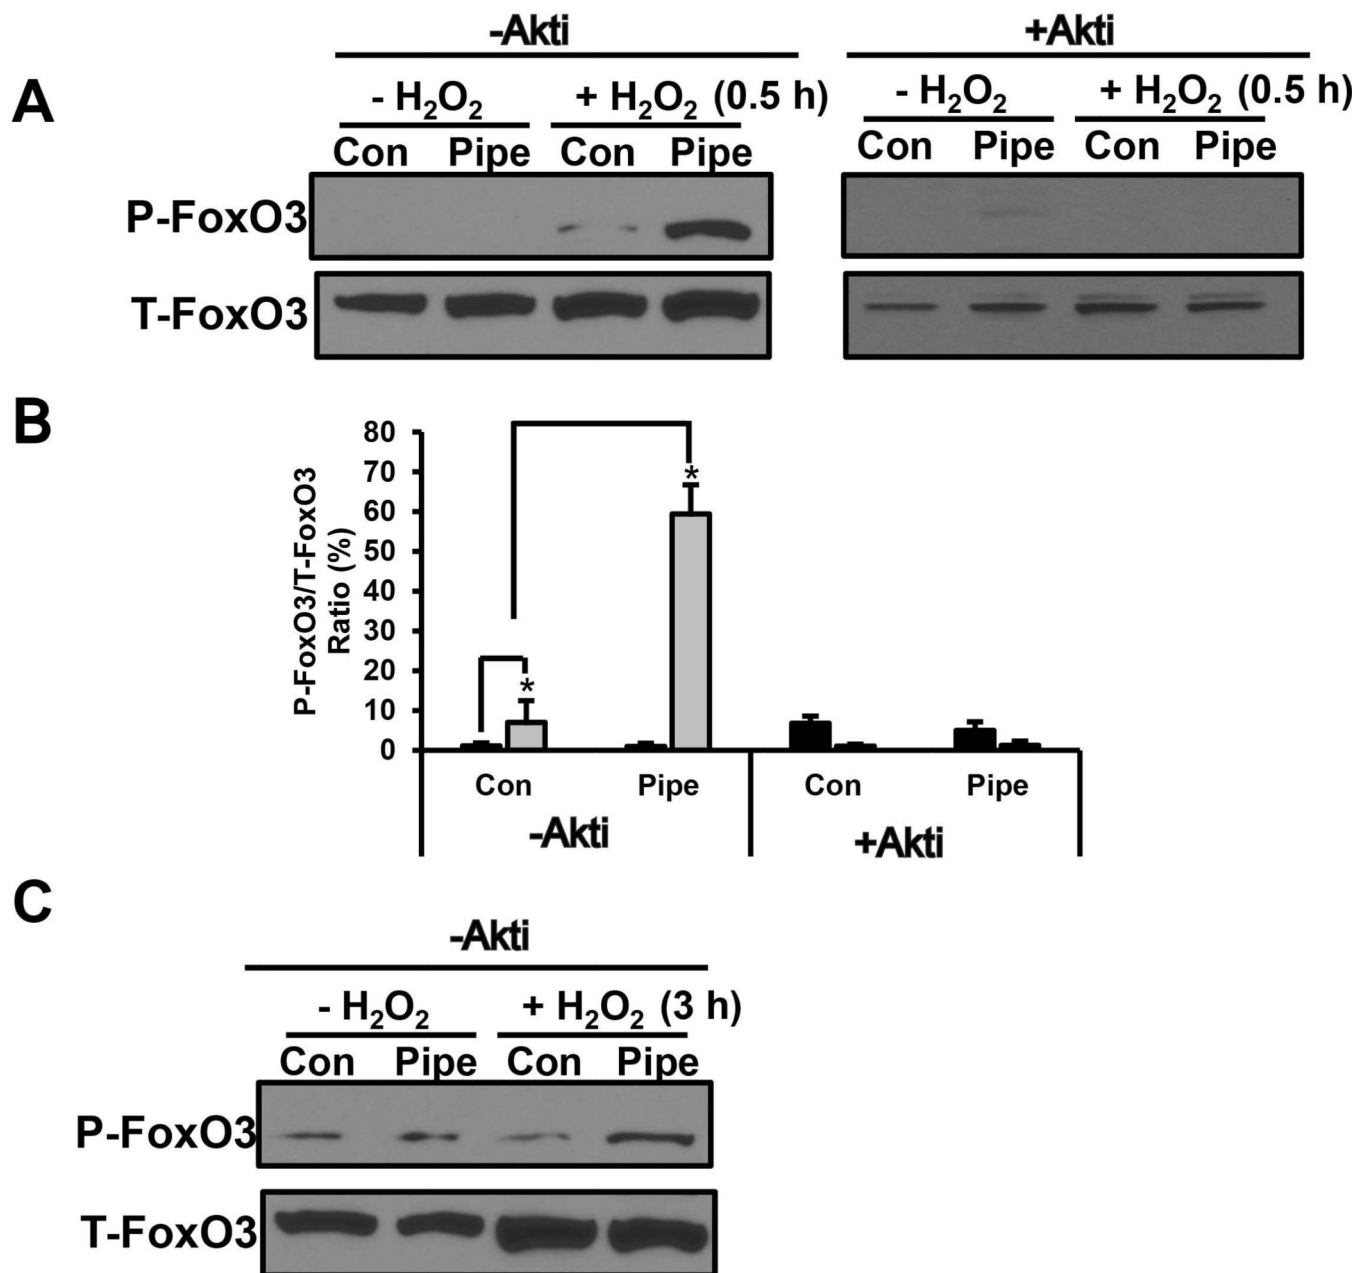 -Akti +Akti
A - H₂O₂ + H₂O₂ (0.5 h) - H₂O₂ + H₂O₂ (0.5 h)
Con Pipe Con Pipe Con Pipe Con Pipe
P-FoxO3
T-FoxO3
B
P-FoxO3/T-FoxO3
Ratio (%)
80
70
60
50
40
30
20
10
0
*
*
Con Pipe Con Pipe
-Akti +Akti
C
-Akti
- H₂O₂ + H₂O₂ (3 h)
Con Pipe Con Pipe
P-FoxO3
T-FoxO3